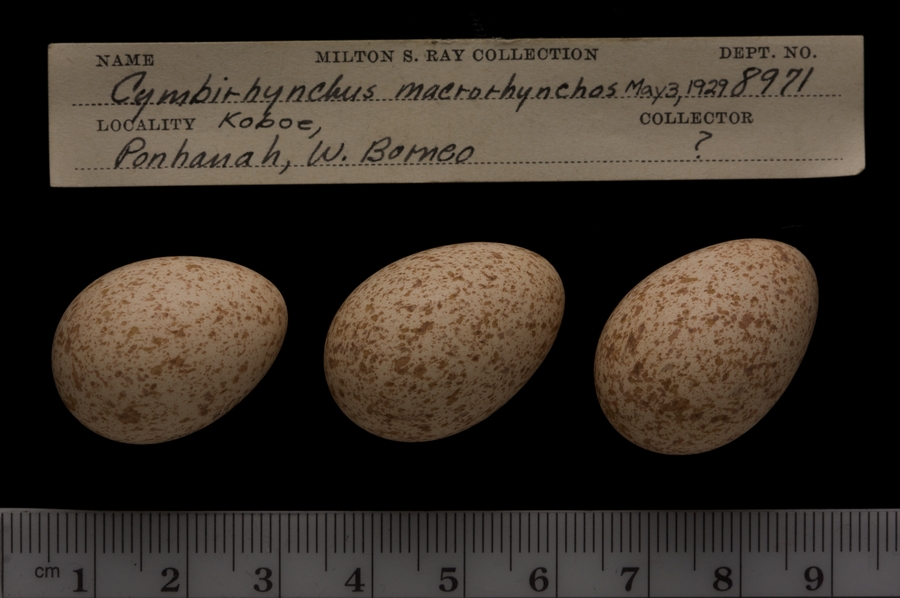 NAME MILTON S. RAY COLLECTION DEPT. NO.
Cymbirhynchus macrorhynchos May 3, 1929 8971
LOCALITY Koboe, COLLECTOR
Ponhanah, W. Borneo ?
cm 1 2 3 4 5 6 7 8 9